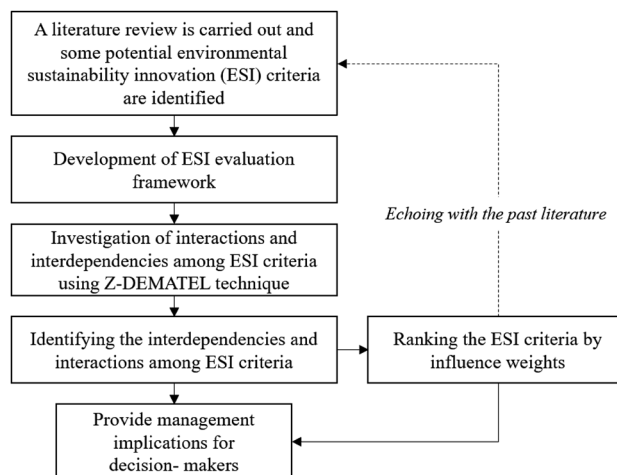 A literature review is carried out and
some potential environmental
sustainability innovation (ESI) criteria
are identified
Development of ESI evaluation
framework
Echoing with the past literature
Investigation of interactions and
interdependencies among ESI criteria
using Z-DEMATEL technique
Identifying the interdependencies and
interactions among ESI criteria
Ranking the ESI criteria by
influence weights
Provide management
implications for
decision- makers